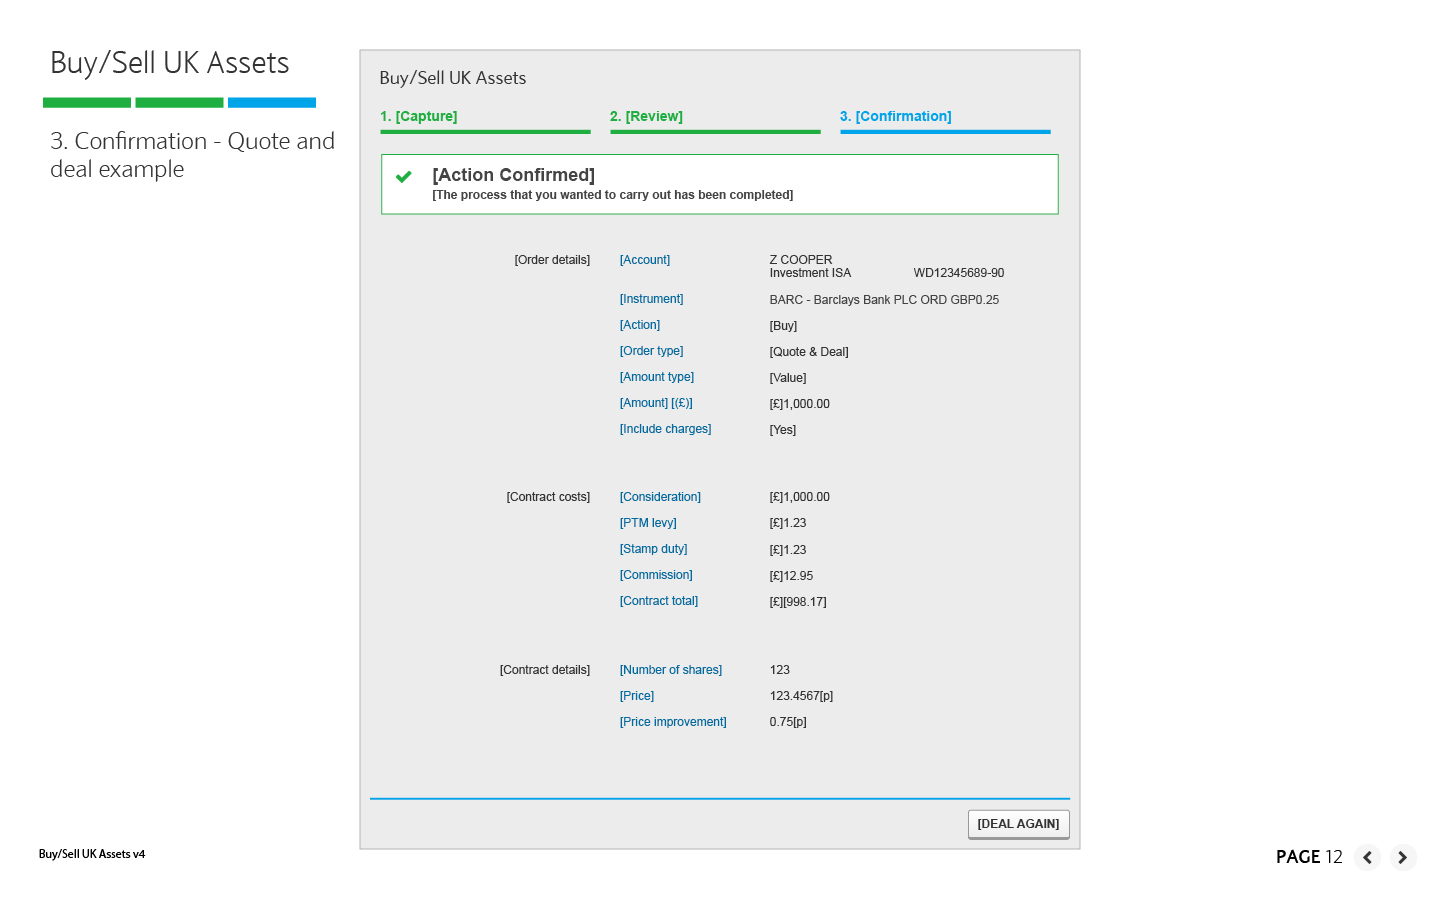 Buy/Sell UK Assets
3. Confirmation - Quote and
deal example
Buy/Sell UK Assets
1. [Capture] 2. [Review] 3. [Confirmation]
[Action Confirmed]
[The process that you wanted to carry out has been completed]
[Order details] [Account] Z COOPER
Investment ISA WD12345689-90
[Instrument] BARC - Barclays Bank PLC ORD GBP0.25
[Action] [Buy]
[Order type] [Quote & Deal]
[Amount type] [Value]
[Amount] [(£)] [£]1,000.00
[Include charges] [Yes]
[Contract costs] [Consideration] [£]1,000.00
[PTM levy] [£]1.23
[Stamp duty] [£]1.23
[Commission] [£]12.95
[Contract total] [£][998.17]
[Contract details] [Number of shares] 123
[Price] 123.4567[p]
[Price improvement] 0.75[p]
[DEAL AGAIN]
Buy/Sell UK Assets v4
PAGE 12